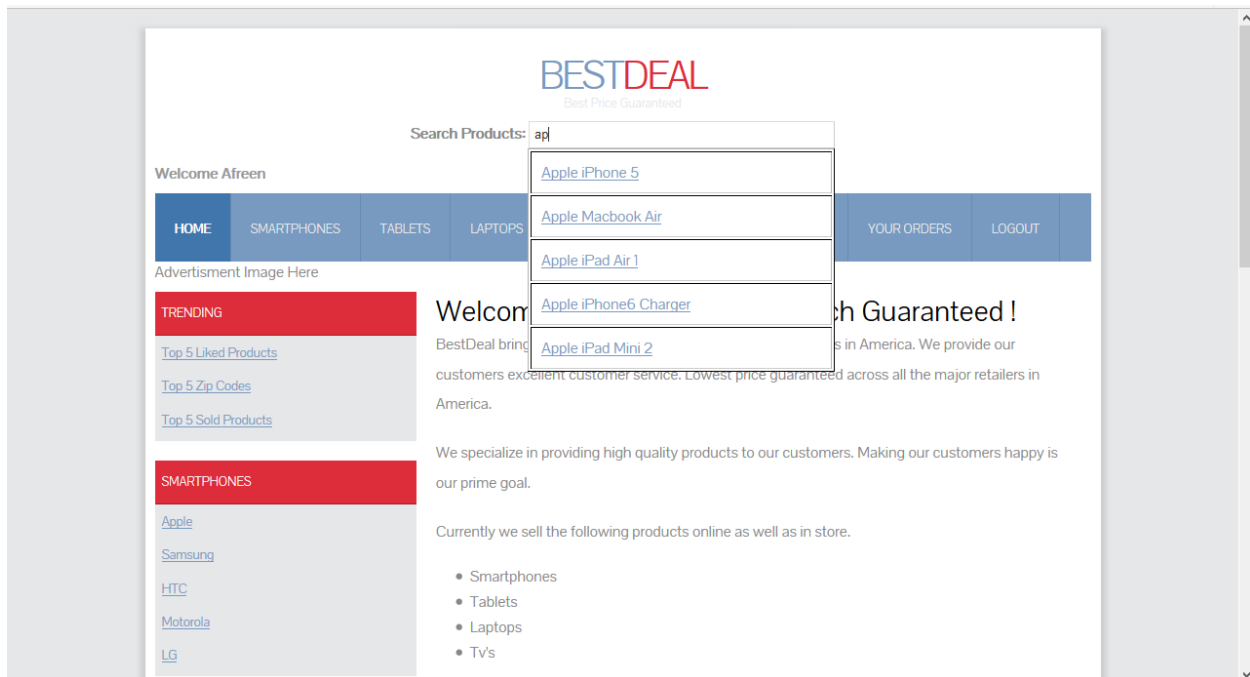 BESTDEAL
Best Price Guaranteed
Search Products: ap
Apple iPhone 5
Apple Macbook Air
Apple iPad Air 1
Apple iPhone6 Charger
Apple iPad Mini 2
Welcome Afreen
HOME SMARTPHONES TABLETS LAPTOPS YOUR ORDERS LOGOUT
Advertisment Image Here
TRENDING
Top 5 Liked Products
Top 5 Zip Codes
Top 5 Sold Products
SMARTPHONES
Apple
Samsung
HTC
Motorola
LG
Guaranteed !
BestDeal in America. We provide our
customers excellent customer service. Lowest price guaranteed across all the major retailers in
America.
We specialize in providing high quality products to our customers. Making our customers happy is
our prime goal.
Currently we sell the following products online as well as in store.
Smartphones
Tablets
Laptops
Tv's